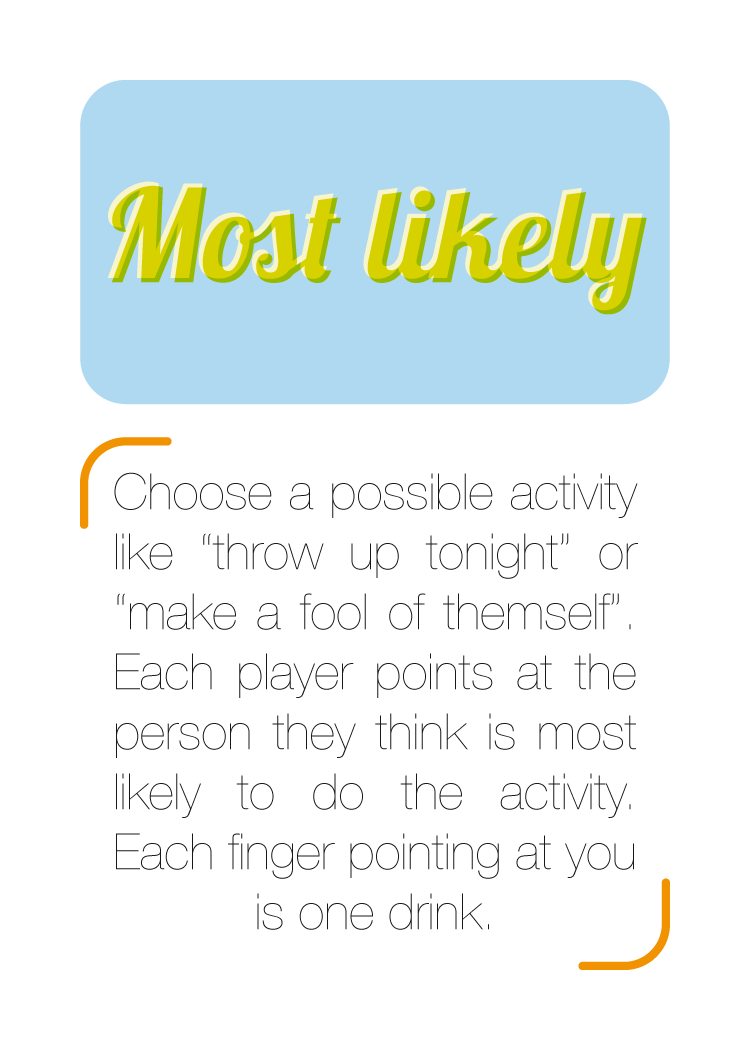 Most likely
Choose a possible activity
like “throw up tonight” or
“make a fool of themself”.
Each player points at the
person they think is most
likely to do the activity.
Each finger pointing at you
is one drink.